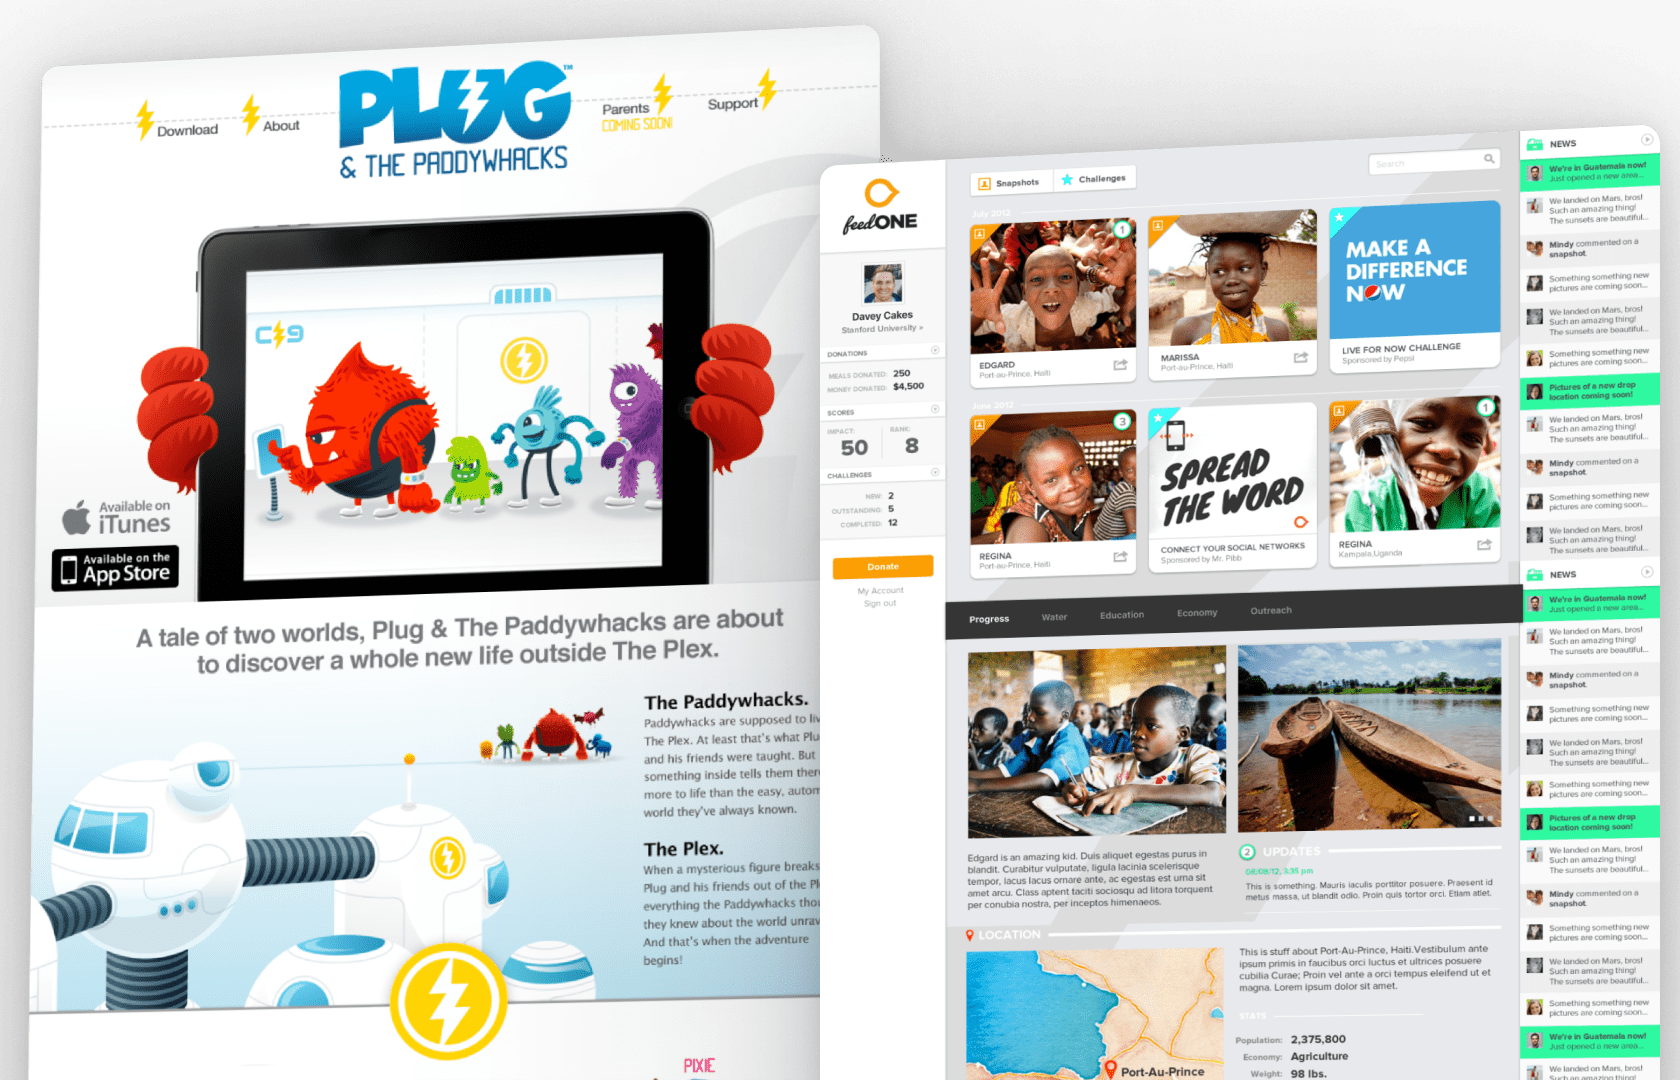 PLUG™
& THE PADDYWHACKS
Download
About
Parents
COMING SOON!
Support
C9
Available on
iTunes
Available on the
App Store
A tale of two worlds, Plug & The Paddywhacks are about
to discover a whole new life outside The Plex.
The Paddywhacks.
Paddywhacks are supposed to
The Plex. At least that's what
and his friends were taught. But
something inside tells them
more to life than the easy,
world they've always known.
The Plex.
When a mysterious figure breaks
Plug and his friends out of the
everything the Paddywhacks
they knew about the world
And that's when the adventure
begins!
PIXIE
feedONE
Davey Cakes
Stanford University »
DONATIONS
MEALS DONATED: 250
MONEY DONATED: $4,500
SCORES
IMPACT: RANK:
50 8
CHALLENGES
NEW: 2
OUTSTANDING: 5
COMPLETED: 12
Donate
My Account
Sign out
Snapshots
Challenges
Search
July 2012
1
EDGARD
Port-au-Prince, Haiti
MARISSA
Port-au-Prince, Haiti
MAKE A
DIFFERENCE
NOW
LIVE FOR NOW CHALLENGE
Sponsored by Pepsi
June 2013
3
REGINA
Port-au-Prince, Haiti
SPREAD
THE WORD
CONNECT YOUR SOCIAL NETWORKS
Sponsored by Mr. Pibb
1
REGINA
Kampala,Uganda
Progress
Water
Education
Economy
Outreach
Edgard is an amazing kid. Duis aliquet egestas purus in
blandit. Curabitur vulputate, ligula lacinia scelerisque
tempor, lacus lacus ornare ante, ac egestas est urna sit
amet arcu. Class aptent taciti sociosqu ad litora torquent
per conubia nostra, per inceptos himenaeos.
2 UPDATES
08/08/12, 3:35 pm
This is something. Mauris iaculis porttitor posuere. Praesent id
metus massa, ut blandit odio. Proin quis tortor orci. Etiam atlet.
LOCATION
Port-Au-Prince
This is stuff about Port-Au-Prince, Haiti.Vestibulum ante
ipsum primis in faucibus orci luctus et ultrices posuere
cubilia Curae; Proin vel ante a orci tempus eleifend ut et
magna. Lorem ipsum dolor sit amet.
STATS
Population: 2,375,800
Economy: Agriculture
Weight: 98 lbs.
NEWS
We're in Guatemala now!
Just opened a new area...
We landed on Mars, bros!
Such an amazing thing!
The sunsets are beautiful...
Mindy commented on a
snapshot.
Something something new
pictures are coming soon...
We landed on Mars, bros!
Such an amazing thing!
The sunsets are beautiful...
Something something new
pictures are coming soon...
Pictures of a new drop
location coming soon!
We landed on Mars, bros!
Such an amazing thing!
The sunsets are beautiful...
Mindy commented on a
snapshot.
Something something new
pictures are coming soon...
We landed on Mars, bros!
Such an amazing thing!
The sunsets are beautiful...
NEWS
We're in Guatemala now!
Just opened a new area...
We landed on Mars, bros!
Such an amazing thing!
The sunsets are beautiful...
Mindy commented on a
snapshot.
Something something new
pictures are coming soon...
We landed on Mars, bros!
Such an amazing thing!
The sunsets are beautiful...
Something something new
pictures are coming soon...
Pictures of a new drop
location coming soon!
We landed on Mars, bros!
Such an amazing thing!
The sunsets are beautiful...
Mindy commented on a
snapshot.
Something something new
pictures are coming soon...
We landed on Mars, bros!
Such an amazing thing!
The sunsets are beautiful...
Something something new
pictures are coming soon...
We're in Guatemala now!
Just opened a new area...
We landed on Mars, bros!
Such an amazing thing!